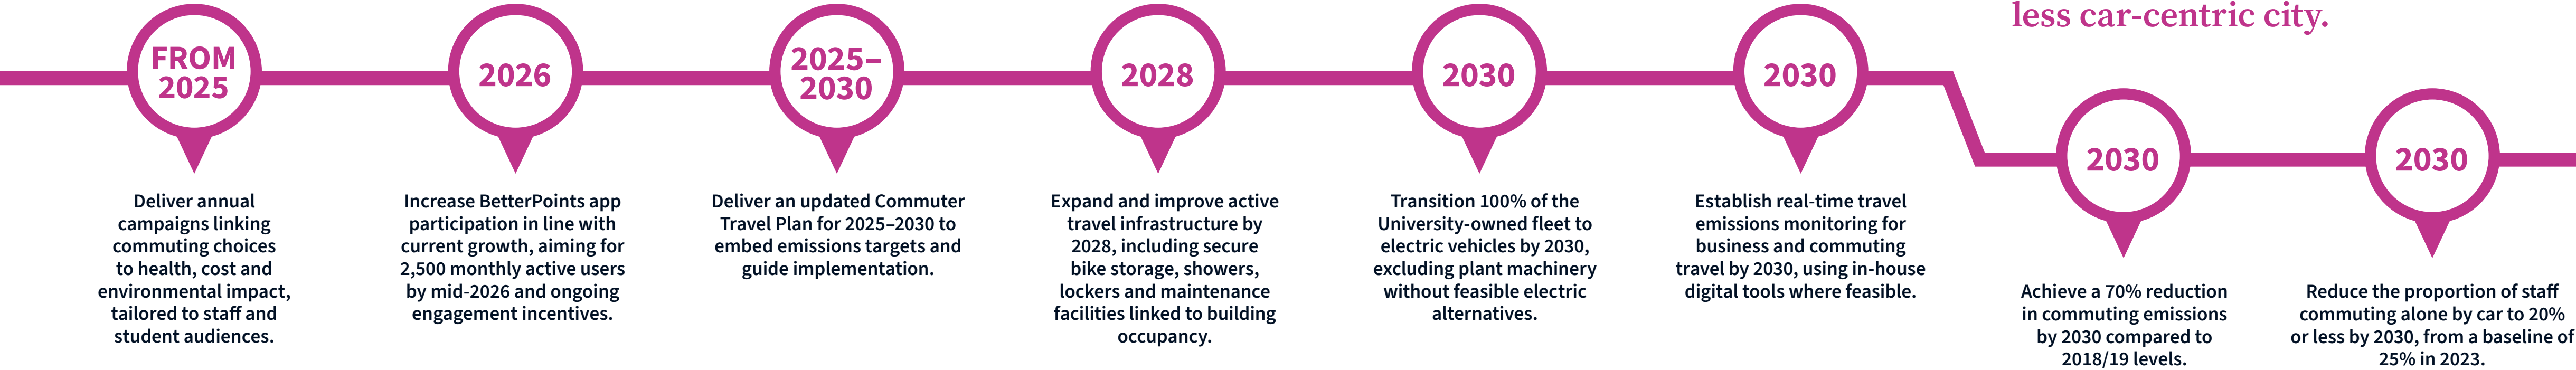 less car-centric city.
FROM
2025
Deliver annual
campaigns linking
commuting choices
to health, cost and
environmental impact,
tailored to staff and
student audiences.
2026
Increase BetterPoints app
participation in line with
current growth, aiming for
2,500 monthly active users
by mid-2026 and ongoing
engagement incentives.
2025–
2030
Deliver an updated Commuter
Travel Plan for 2025–2030 to
embed emissions targets and
guide implementation.
2028
Expand and improve active
travel infrastructure by
2028, including secure
bike storage, showers,
lockers and maintenance
facilities linked to building
occupancy.
2030
Transition 100% of the
University-owned fleet to
electric vehicles by 2030,
excluding plant machinery
without feasible electric
alternatives.
2030
Establish real-time travel
emissions monitoring for
business and commuting
travel by 2030, using in-house
digital tools where feasible.
2030
Achieve a 70% reduction
in commuting emissions
by 2030 compared to
2018/19 levels.
2030
Reduce the proportion of staff
commuting alone by car to 20%
or less by 2030, from a baseline of
25% in 2023.